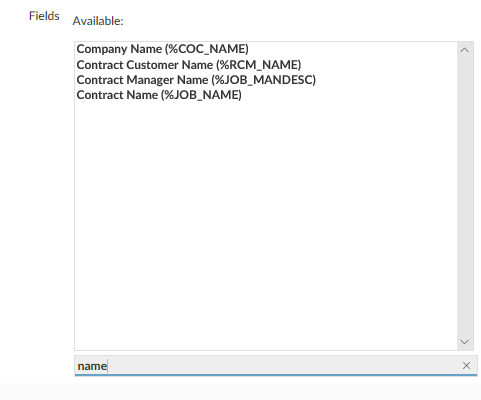 Fields
Available:
Company Name (%COC_NAME)
Contract Customer Name (%RCM_NAME)
Contract Manager Name (%JOB_MANDESC)
Contract Name (%JOB_NAME)
name